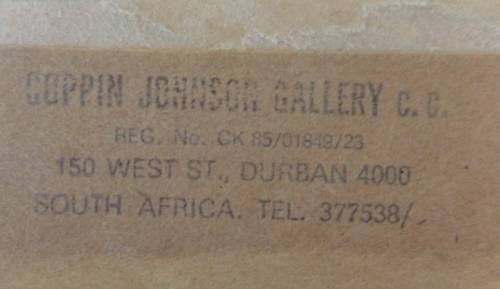 COPPIN JOHNSON GALLERY C.C.
REG. No. CK 85/01849/23
150 WEST ST., DURBAN 4000
SOUTH AFRICA. TEL. 377538/